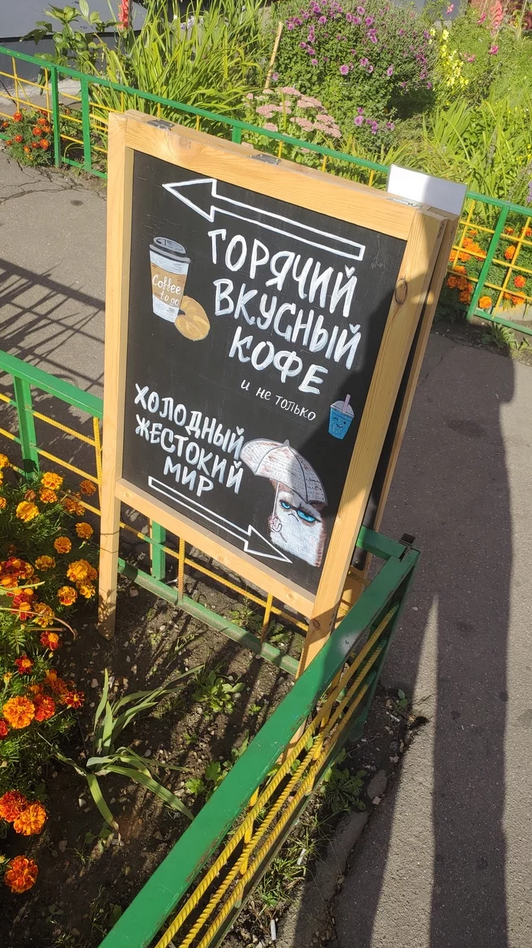 ГОРЯЧИЙ
Coffee
to go
ВКУСНЫЙ
КОФЕ
и не только
ХОЛОДНЫЙ
ЖЕСТОКИЙ
МИР